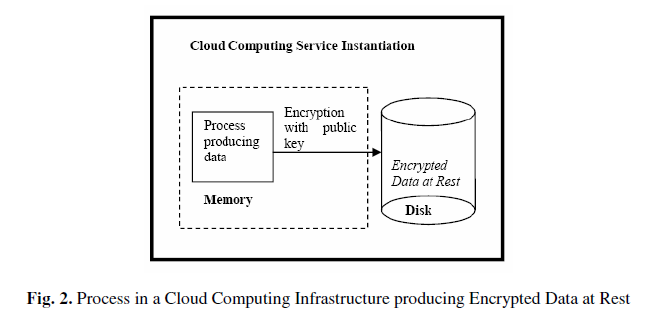 Cloud Computing Service Instantiation
Process
producing
data
Encryption
with public
key
Memory
Encrypted
Data at Rest
Disk
Fig. 2. Process in a Cloud Computing Infrastructure producing Encrypted Data at Rest